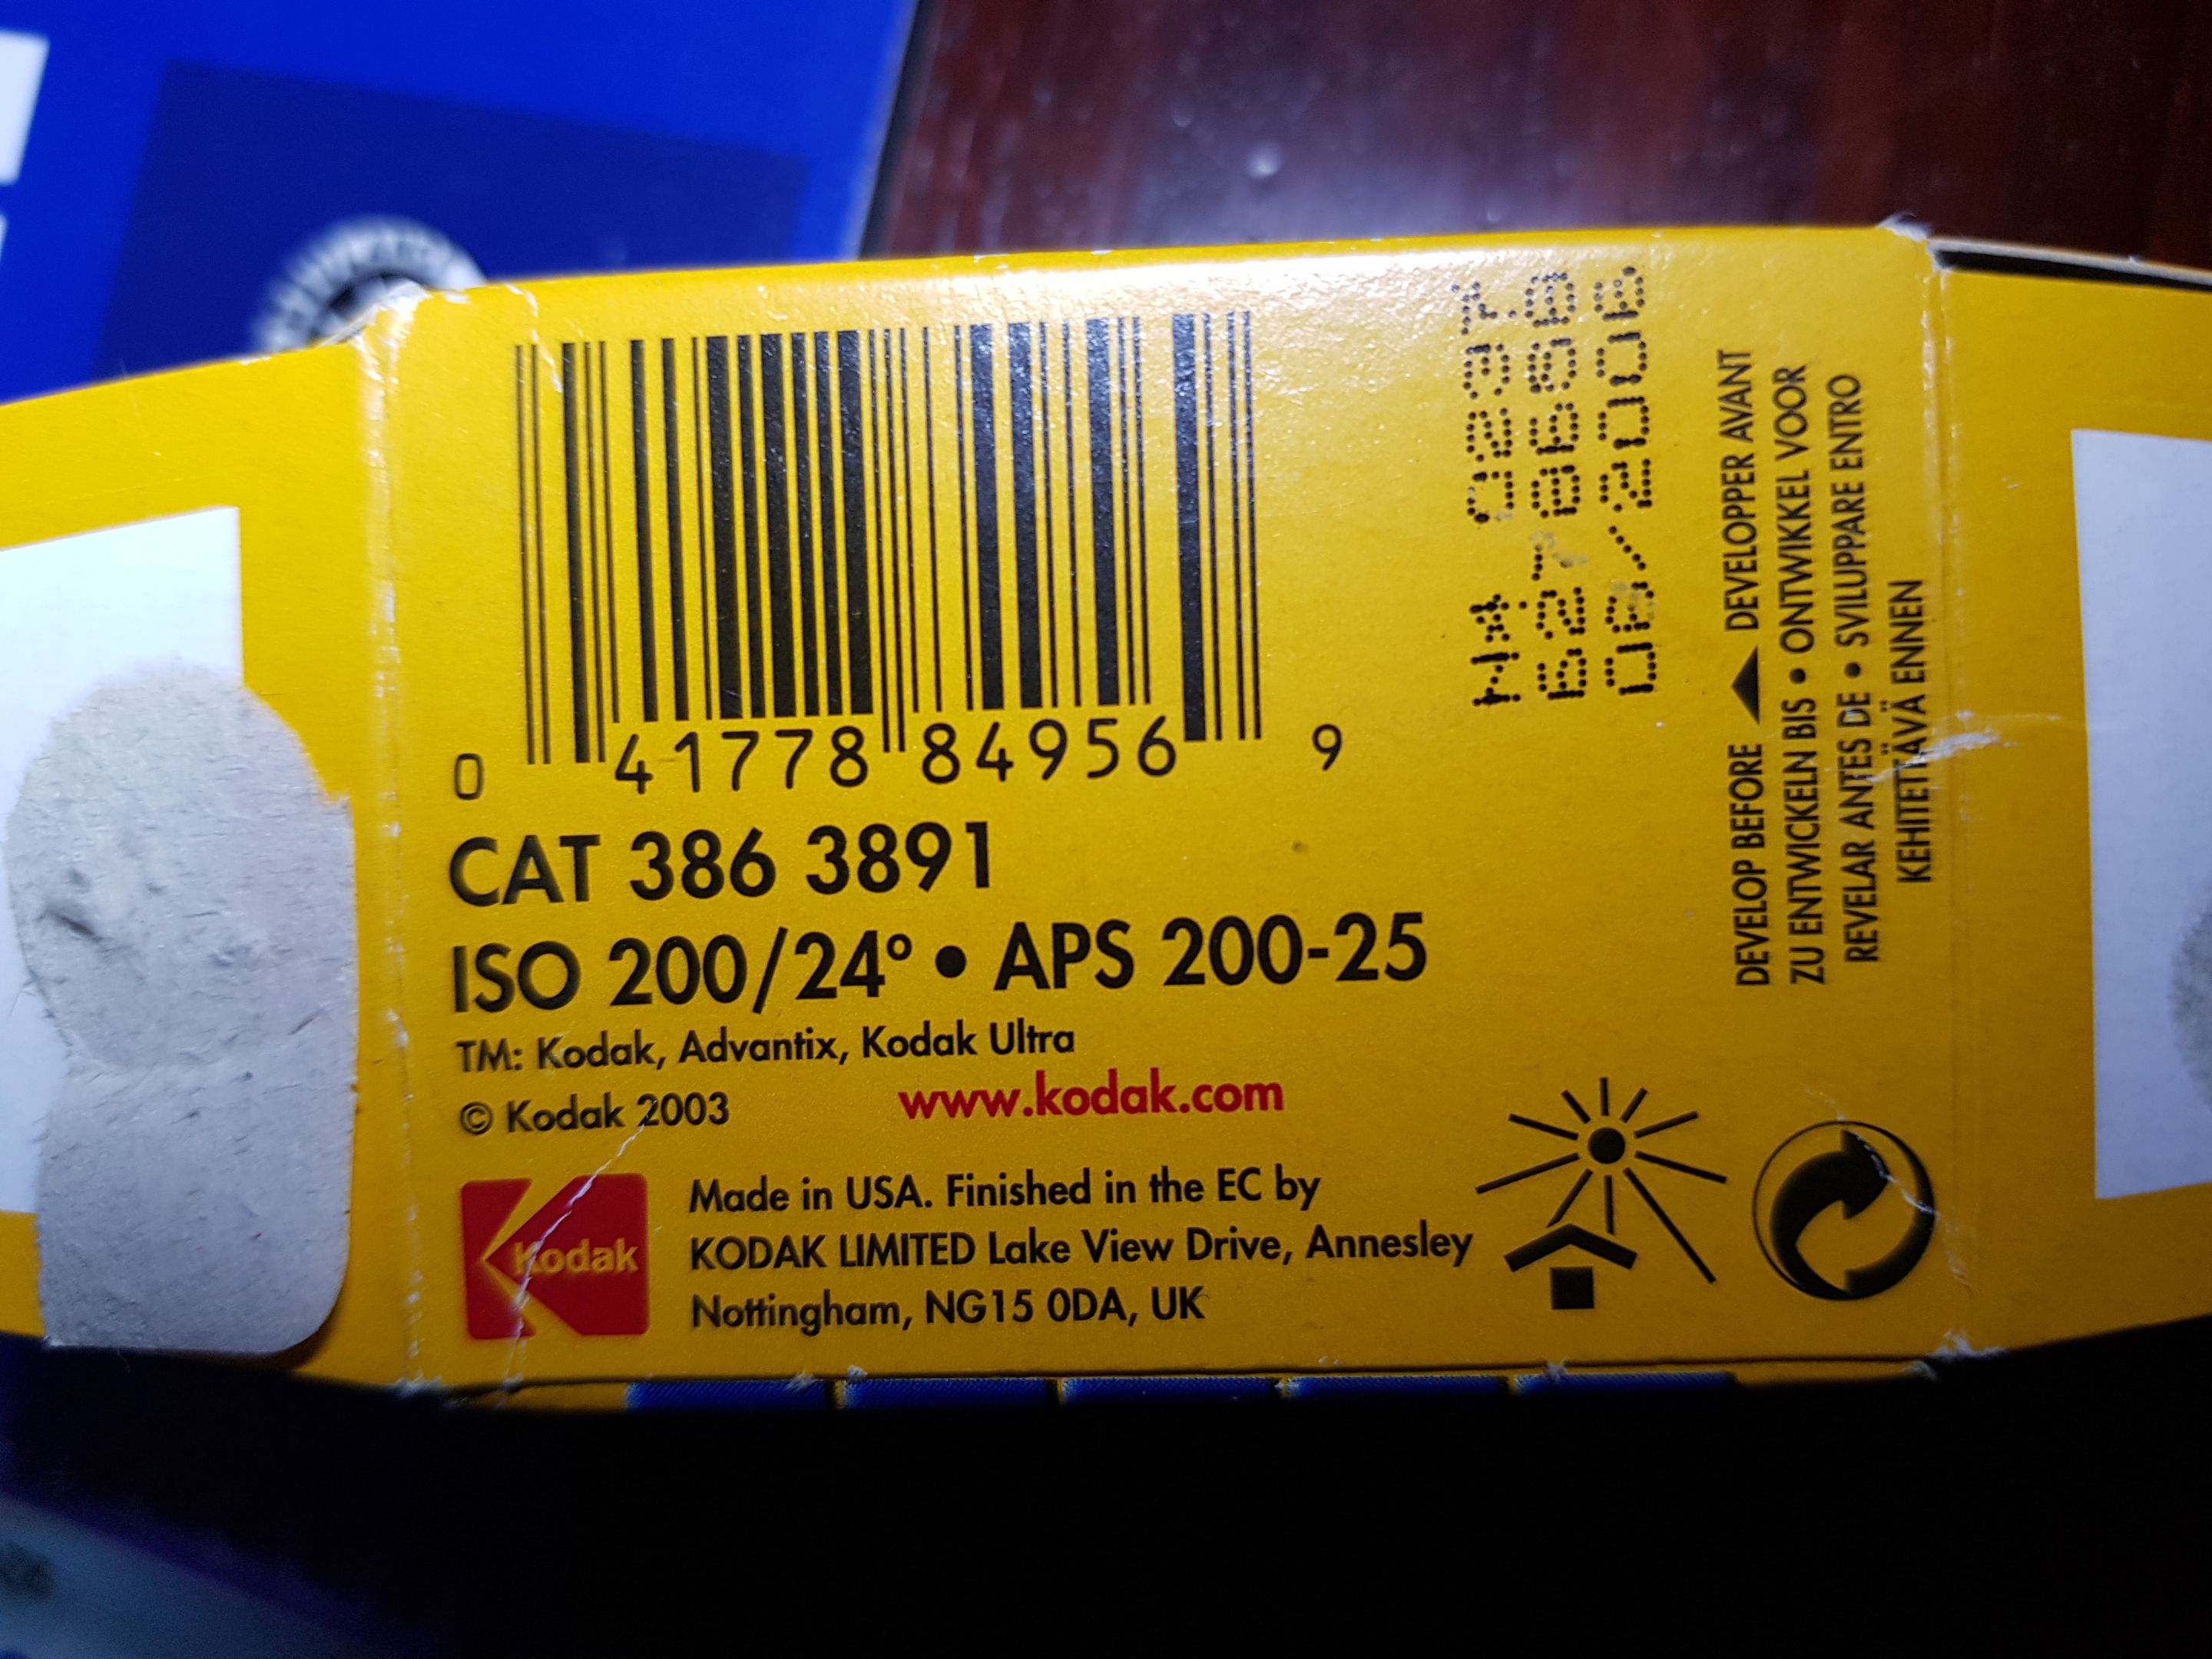 0 41778 84956 9
CAT 386 3891
ISO 200/24° • APS 200-25
TM: Kodak, Advantix, Kodak Ultra
© Kodak 2003
www.kodak.com
Kodak
Made in USA. Finished in the EC by
KODAK LIMITED Lake View Drive, Annesley
Nottingham, NG15 0DA, UK
DEVELOP BEFORE ▲ DEVELOPPER AVANT
ZU ENTWICKELN BIS • ONTWIKKEL VOOR
REVELAR ANTES DE • SVILUPPARE ENTRO
KEHITETTÄVÄ ENNEN